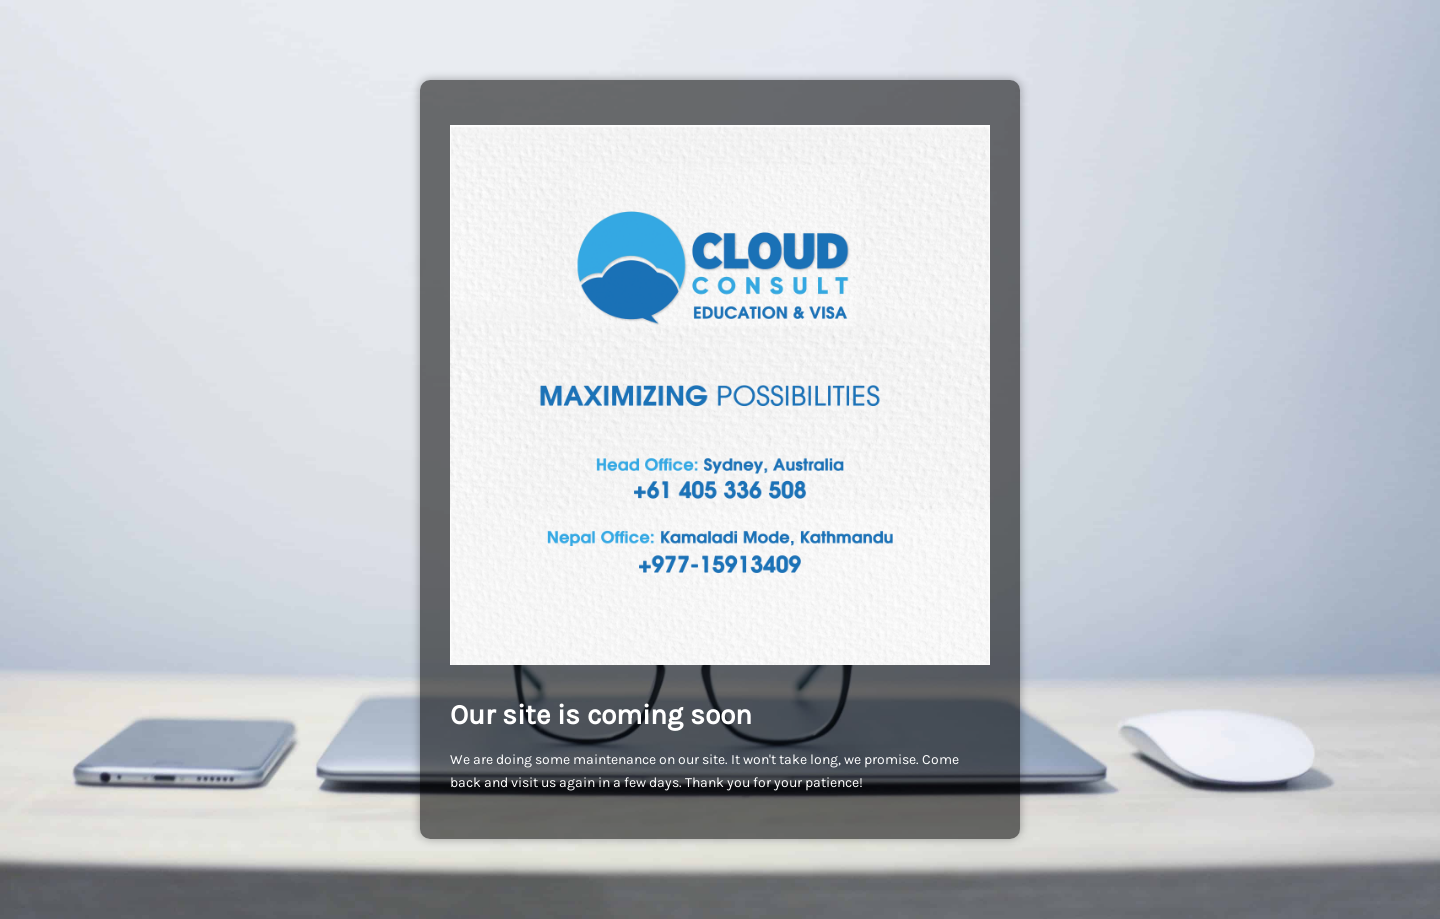 CLOUD
CONSULT
EDUCATION & VISA
MAXIMIZING POSSIBILITIES
Head Office: Sydney, Australia
+61 405 336 508
Nepal Office: Kamaladi Mode, Kathmandu
+977-15913409
Our site is coming soon
We are doing some maintenance on our site. It won't take long, we promise. Come
back and visit us again in a few days. Thank you for your patience!